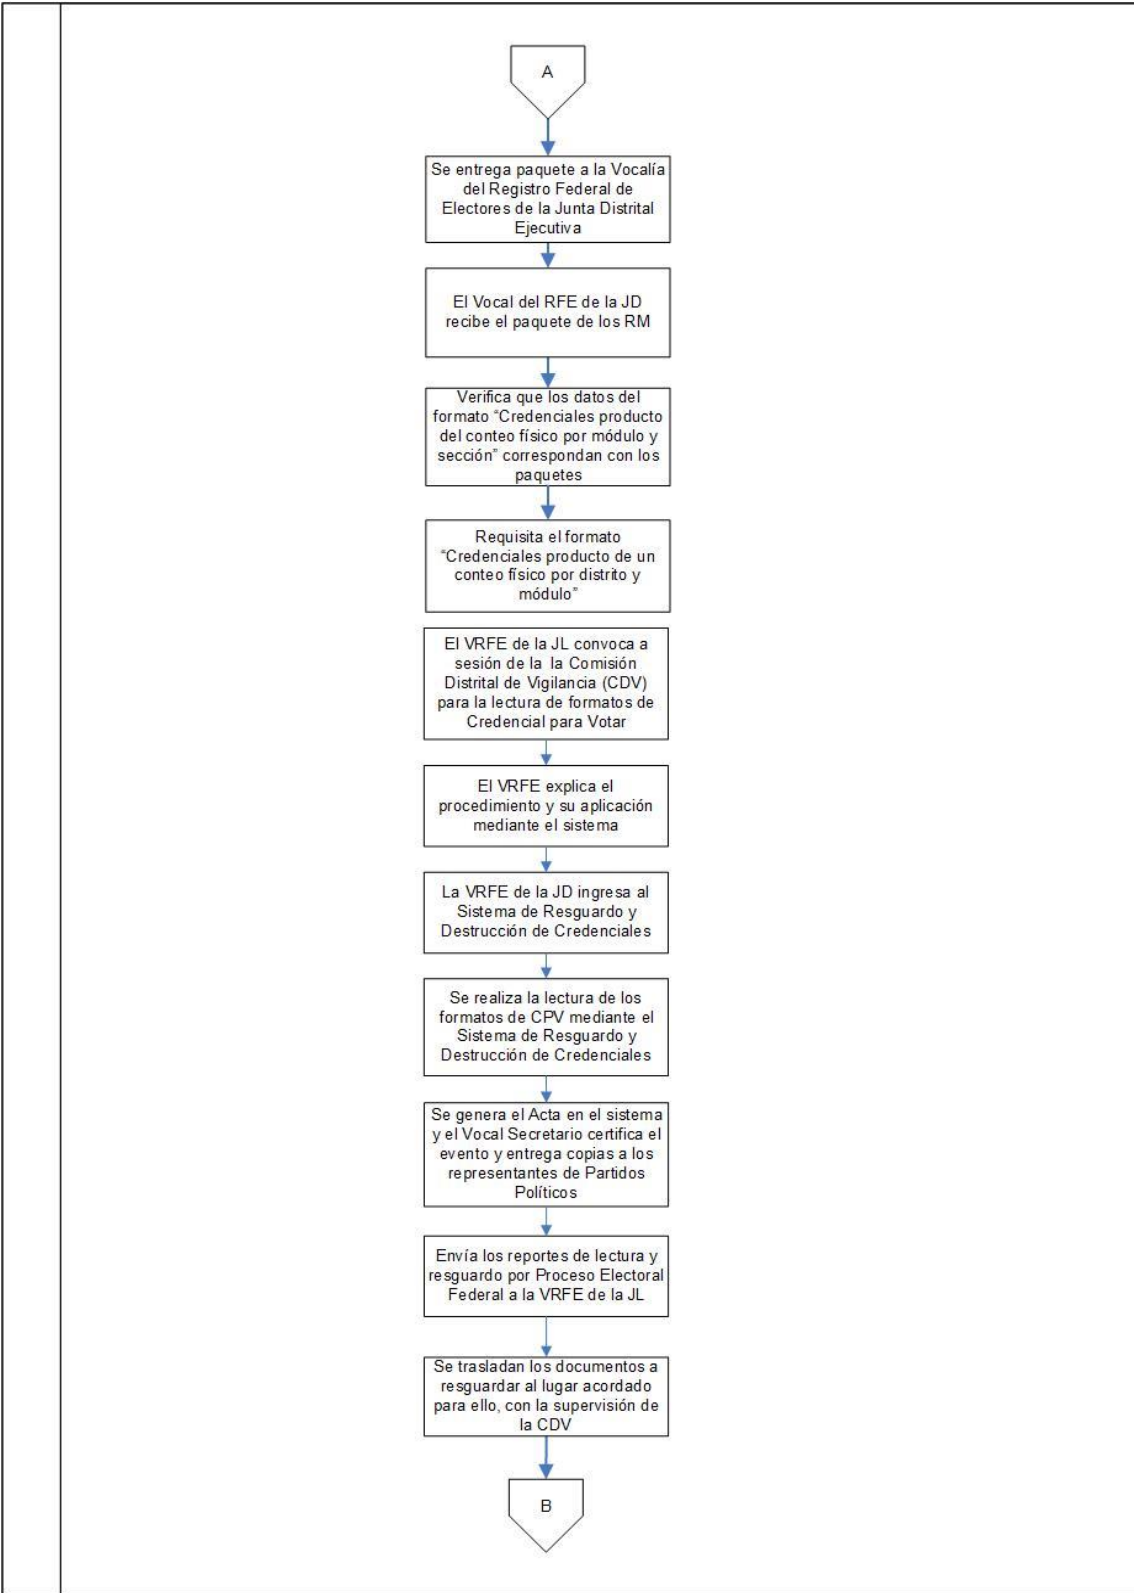 A
Se entrega paquete a la Vocalía
del Registro Federal de
Electores de la Junta Distrital
Ejecutiva
El Vocal del RFE de la JD
recibe el paquete de los RM
Verifica que los datos del
formato “Credenciales producto
del conteo físico por módulo y
sección” correspondan con los
paquetes
Requisita el formato
“Credenciales producto de un
conteo físico por distrito y
módulo”
El VRFE de la JL convoca a
sesión de la la Comisión
Distrital de Vigilancia (CDV)
para la lectura de formatos de
Credencial para Votar
El VRFE explica el
procedimiento y su aplicación
mediante el sistema
La VRFE de la JD ingresa al
Sistema de Resguardo y
Destrucción de Credenciales
Se realiza la lectura de los
formatos de CPV mediante el
Sistema de Resguardo y
Destrucción de Credenciales
Se genera el Acta en el sistema
y el Vocal Secretario certifica el
evento y entrega copias a los
representantes de Partidos
Políticos
Envía los reportes de lectura y
resguardo por Proceso Electoral
Federal a la VRFE de la JL
Se trasladan los documentos a
resguardar al lugar acordado
para ello, con la supervisión de
la CDV
B